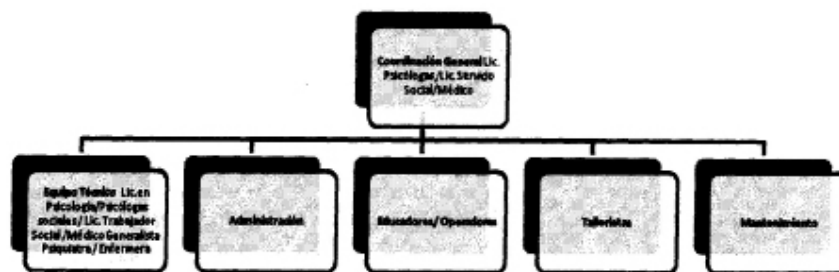 Coordinación General Lic.
Psicólogas/Lic. Servicio
Social/Médico
Equipo Técnico Lic. en
Psicología/Psicólogos
sociales/ Lic. Trabajador
Social /Médico Generalista
Psiquiatra/ Enfermera
Administración
Educadores/ Operadores
Talleristas
Mantenimiento